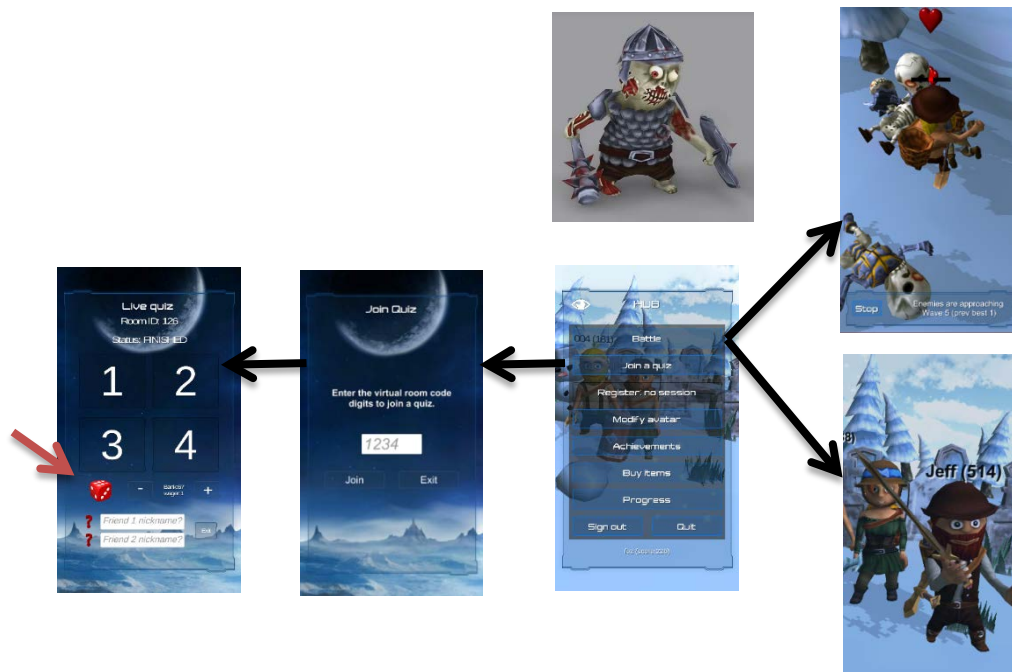 Live quiz
Room ID: 126
Status: FINISHED
1 2
3 4
- +
Friend 1 nickname?
Friend 2 nickname?
Join Quiz
Enter the virtual room code
digits to join a quiz.
1234
Join Exit
HUB
004 (161) Battle
Join a quiz
Register: no session
Modify avatar
Achievements
Buy items
Progress
Sign out Quit
Stop
Enemies are approaching
Wave 5 (prev best 1)
Jeff (514)